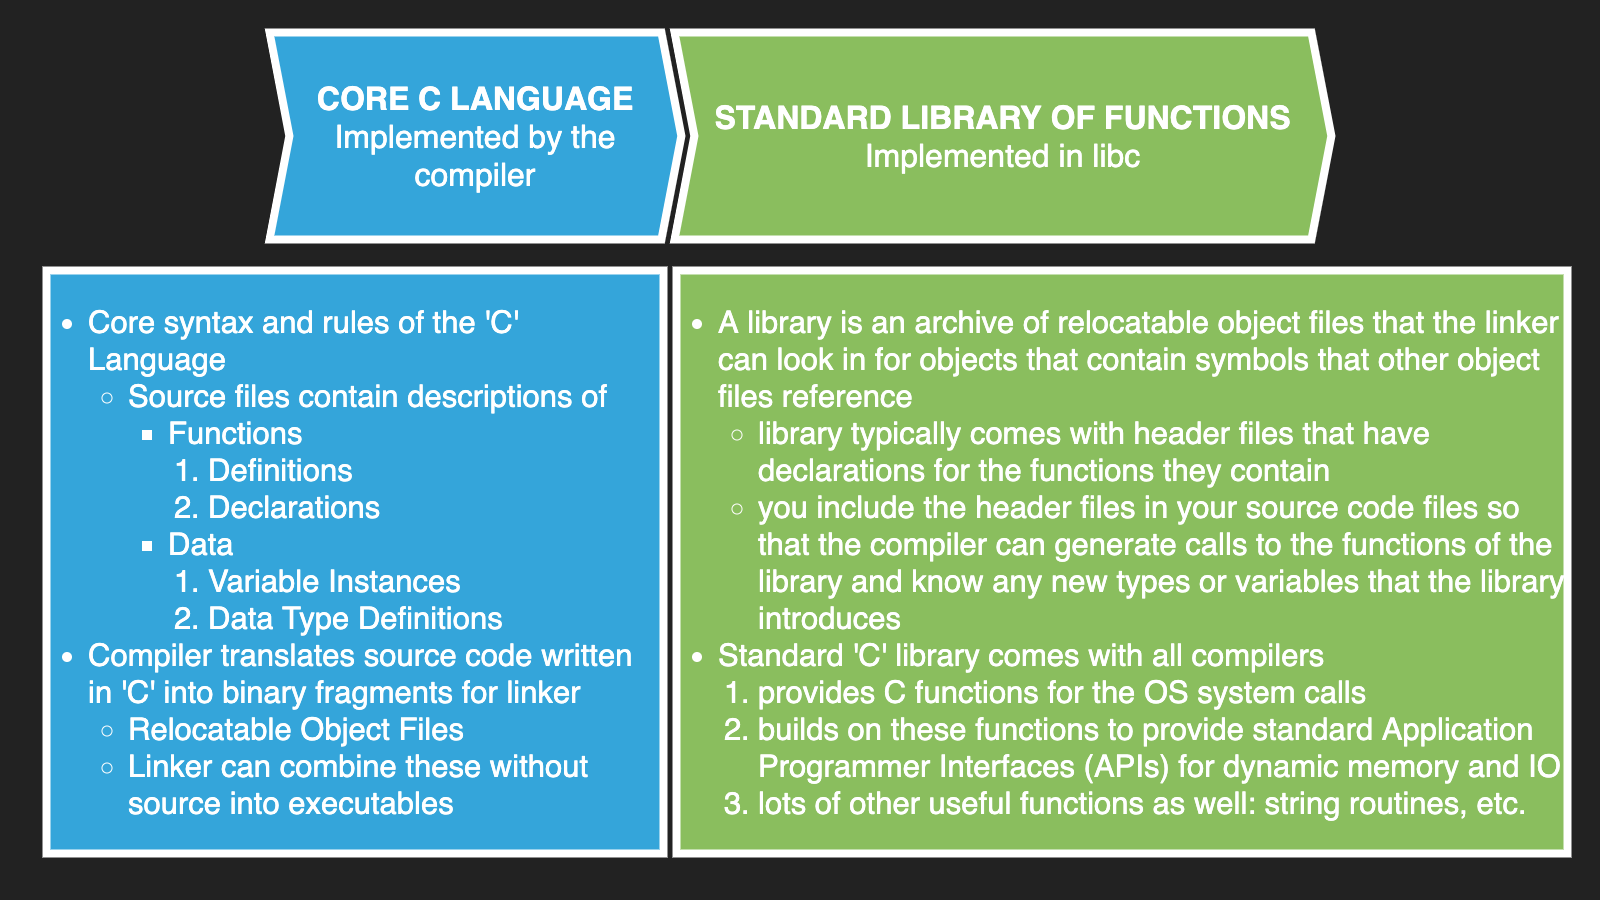 CORE C LANGUAGE
Implemented by the
compiler
STANDARD LIBRARY OF FUNCTIONS
Implemented in libc
• Core syntax and rules of the 'C'
Language
○ Source files contain descriptions of
■ Functions
1. Definitions
2. Declarations
■ Data
1. Variable Instances
2. Data Type Definitions
• Compiler translates source code written
in 'C' into binary fragments for linker
○ Relocatable Object Files
○ Linker can combine these without
source into executables
• A library is an archive of relocatable object files that the linker
can look in for objects that contain symbols that other object
files reference
○ library typically comes with header files that have
declarations for the functions they contain
○ you include the header files in your source code files so
that the compiler can generate calls to the functions of the
library and know any new types or variables that the library
introduces
• Standard 'C' library comes with all compilers
1. provides C functions for the OS system calls
2. builds on these functions to provide standard Application
Programmer Interfaces (APIs) for dynamic memory and IO
3. lots of other useful functions as well: string routines, etc.